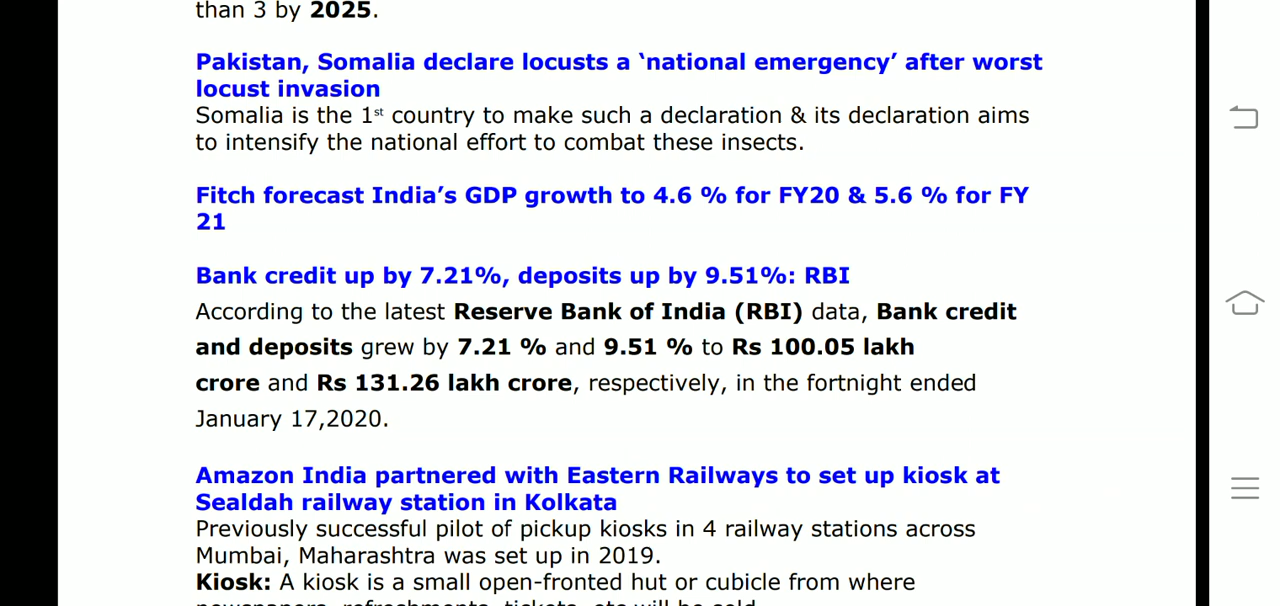 than 3 by 2025.
Pakistan, Somalia declare locusts a ‘national emergency’ after worst
locust invasion
Somalia is the 1st country to make such a declaration & its declaration aims
to intensify the national effort to combat these insects.
Fitch forecast India’s GDP growth to 4.6 % for FY20 & 5.6 % for FY
21
Bank credit up by 7.21%, deposits up by 9.51%: RBI
According to the latest Reserve Bank of India (RBI) data, Bank credit
and deposits grew by 7.21 % and 9.51 % to Rs 100.05 lakh
crore and Rs 131.26 lakh crore, respectively, in the fortnight ended
January 17,2020.
Amazon India partnered with Eastern Railways to set up kiosk at
Sealdah railway station in Kolkata
Previously successful pilot of pickup kiosks in 4 railway stations across
Mumbai, Maharashtra was set up in 2019.
Kiosk: A kiosk is a small open-fronted hut or cubicle from where
newspapers, refreshments, tickets, etc will be sold